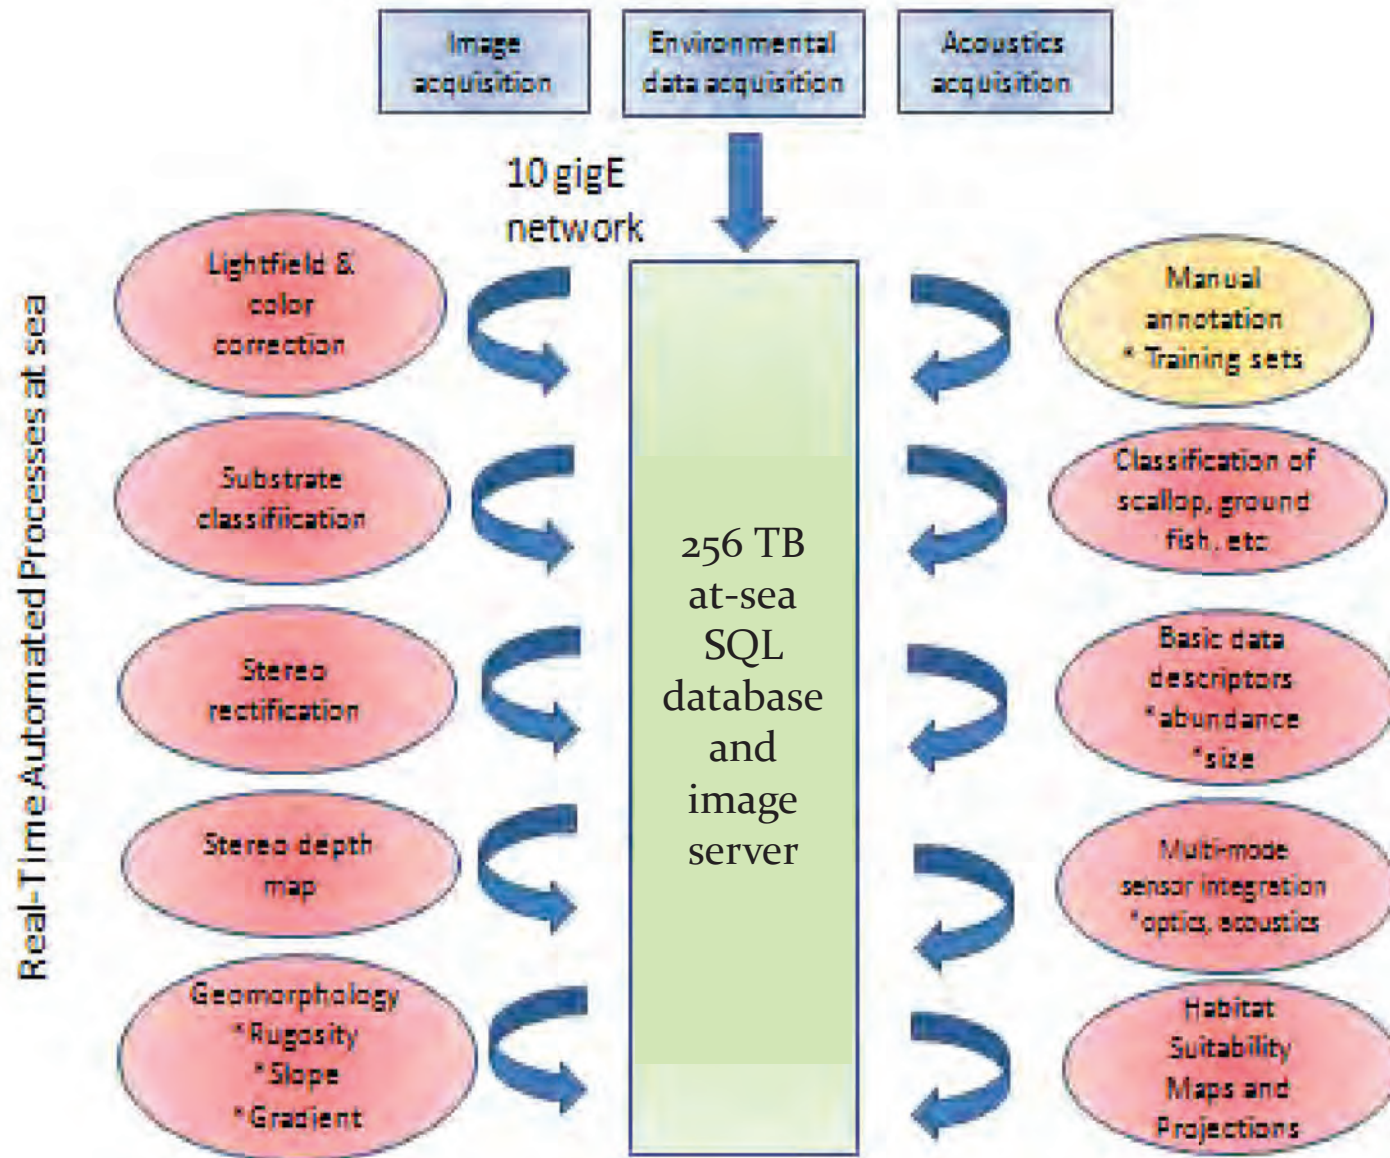 Image
acquisition
Environmental
data acquisition
Acoustics
acquisition
10 gigE
network
Real-Time Automated Processes at sea
Lightfield &
color
correction
Substrate
classifiication
Stereo
rectification
Stereo depth
map
Geomorphology
*Rugosity
*Slope
*Gradient
256 TB
at-sea
SQL
database
and
image
server
Manual
annotation
* Training sets
Classification of
scallop, ground
fish, etc
Basic data
descriptors
*abundance
*size
Multi-mode
sensor integration
*optics, acoustics
Habitat
Suitability
Maps and
Projections